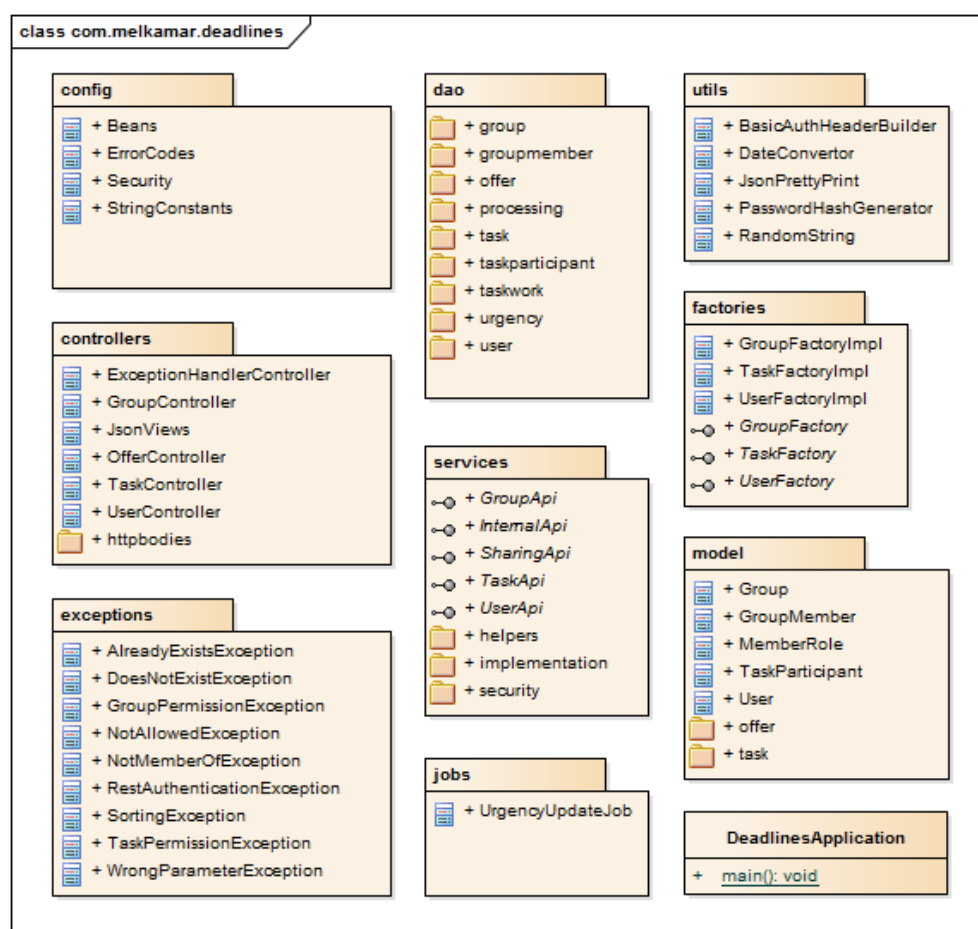 class com.melkamar.deadlines
config
+ Beans
+ ErrorCodes
+ Security
+ StringConstants
controllers
+ ExceptionHandlerController
+ GroupController
+ JsonViews
+ OfferController
+ TaskController
+ UserController
+ httpbodies
exceptions
+ AlreadyExistsException
+ DoesNotExistException
+ GroupPermissionException
+ NotAllowedException
+ NotMemberOfException
+ RestAuthenticationException
+ SortingException
+ TaskPermissionException
+ WrongParameterException
dao
+ group
+ groupmember
+ offer
+ processing
+ task
+ taskparticipant
+ taskwork
+ urgency
+ user
services
+ GroupApi
+ InternalApi
+ SharingApi
+ TaskApi
+ UserApi
+ helpers
+ implementation
+ security
jobs
+ UrgencyUpdateJob
utils
+ BasicAuthHeaderBuilder
+ DateConvertor
+ JsonPrettyPrint
+ PasswordHashGenerator
+ RandomString
factories
+ GroupFactoryImpl
+ TaskFactoryImpl
+ UserFactoryImpl
+ GroupFactory
+ TaskFactory
+ UserFactory
model
+ Group
+ GroupMember
+ MemberRole
+ TaskParticipant
+ User
+ offer
+ task
DeadlinesApplication
+ main(): void